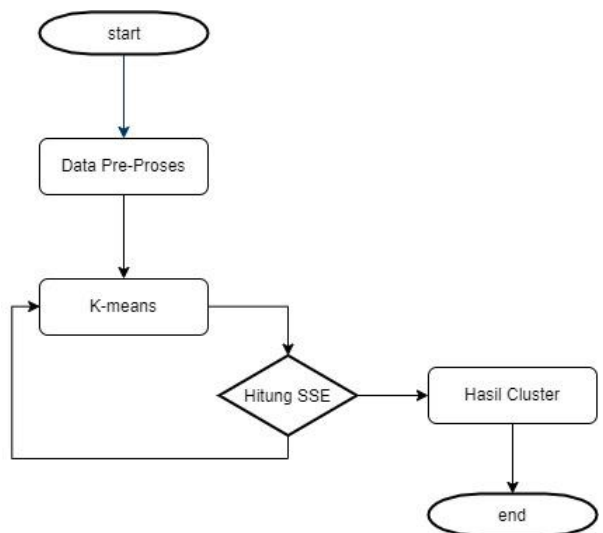 start
Data Pre-Proses
K-means
Hitung SSE
Hasil Cluster
end